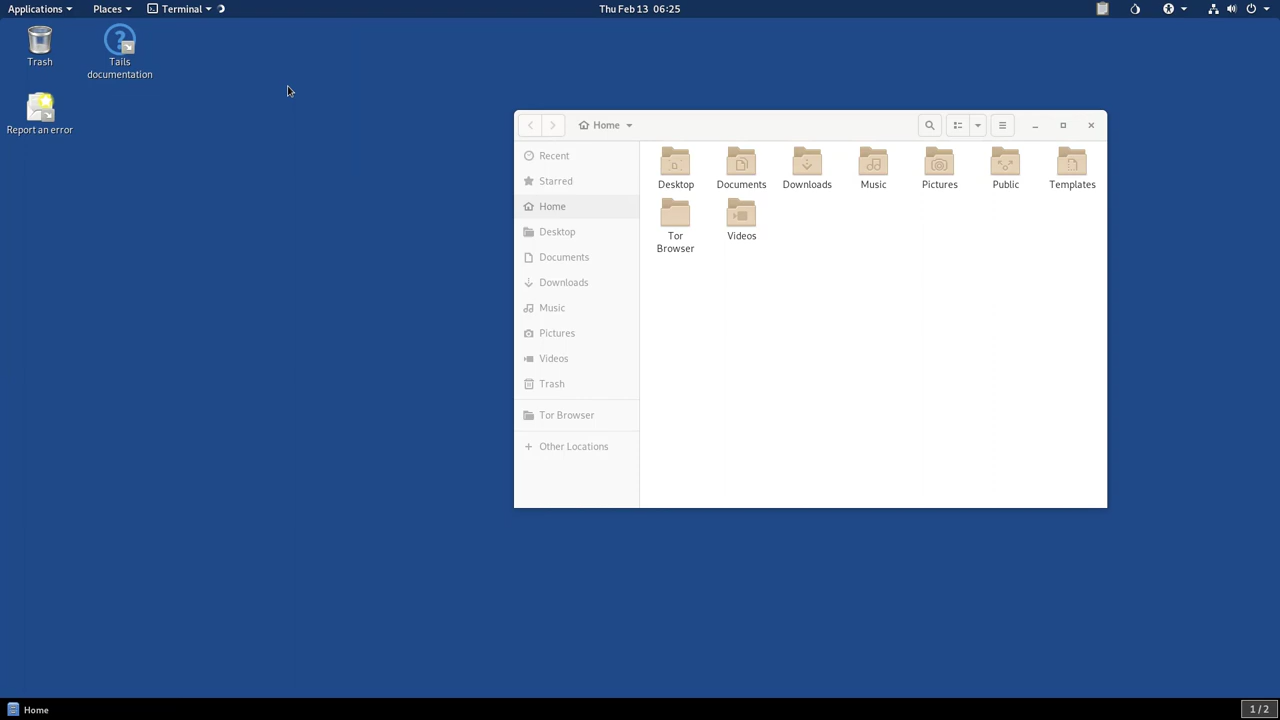 Applications
Places
Terminal
Thu Feb 13 06:25
Trash
Tails
documentation
Report an error
Home
Recent
Starred
Home
Desktop
Documents
Downloads
Music
Pictures
Videos
Trash
Tor Browser
Other Locations
Desktop
Documents
Downloads
Music
Pictures
Public
Templates
Tor
Browser
Videos
Home
1 / 2